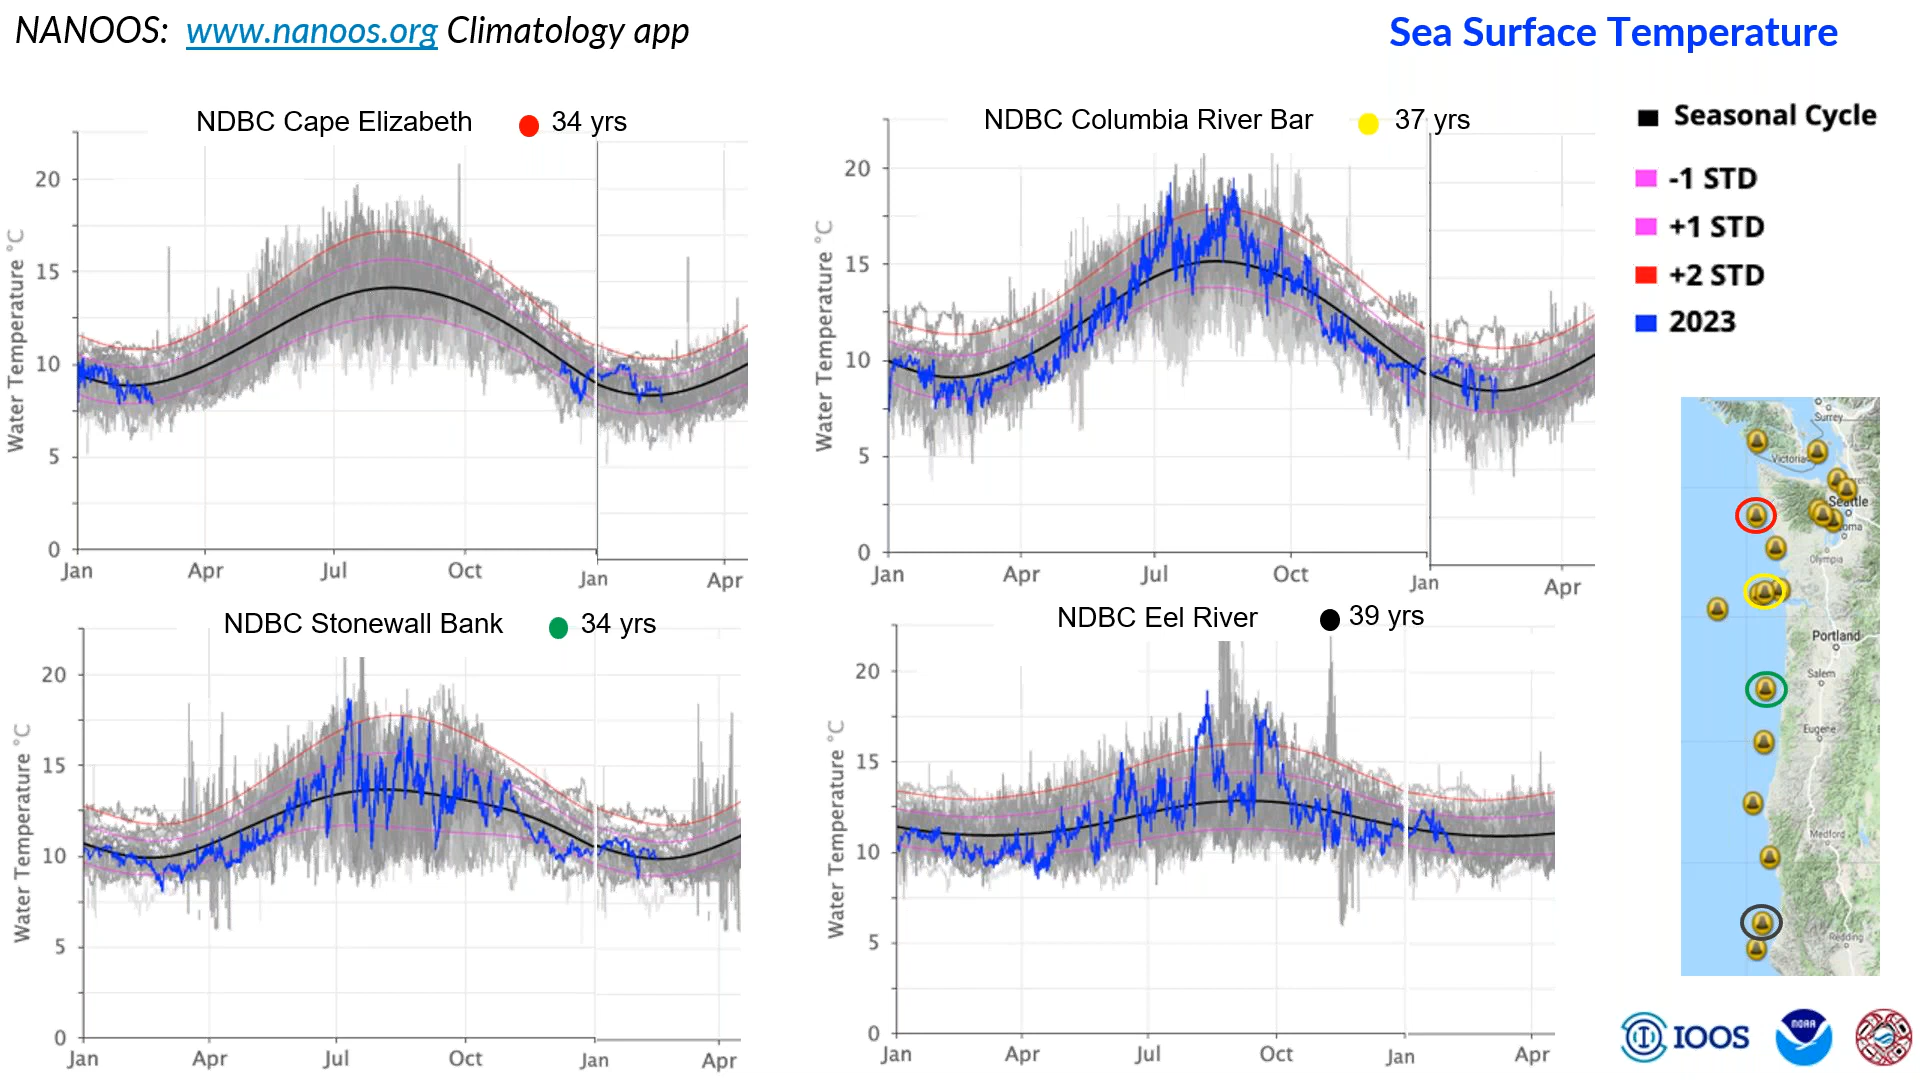 NANOOS: www.nanoos.org Climatology app
Sea Surface Temperature
NDBC Cape Elizabeth 34 yrs
Water Temperature °C
20
15
10
5
0
Jan Apr Jul Oct Jan Apr
NDBC Columbia River Bar 37 yrs
Water Temperature °C
20
15
10
5
0
Jan Apr Jul Oct Jan Apr
Seasonal Cycle
-1 STD
+1 STD
+2 STD
2023
NDBC Stonewall Bank 34 yrs
Water Temperature °C
20
15
10
5
0
Jan Apr Jul Oct Jan Apr
NDBC Eel River 39 yrs
Water Temperature °C
20
15
10
5
0
Jan Apr Jul Oct Jan Apr
Surrey
Victoria
Seattle
oma
Olympia
Portland
Salem
Eugene
Medford
Redding
IOOS
NOAA